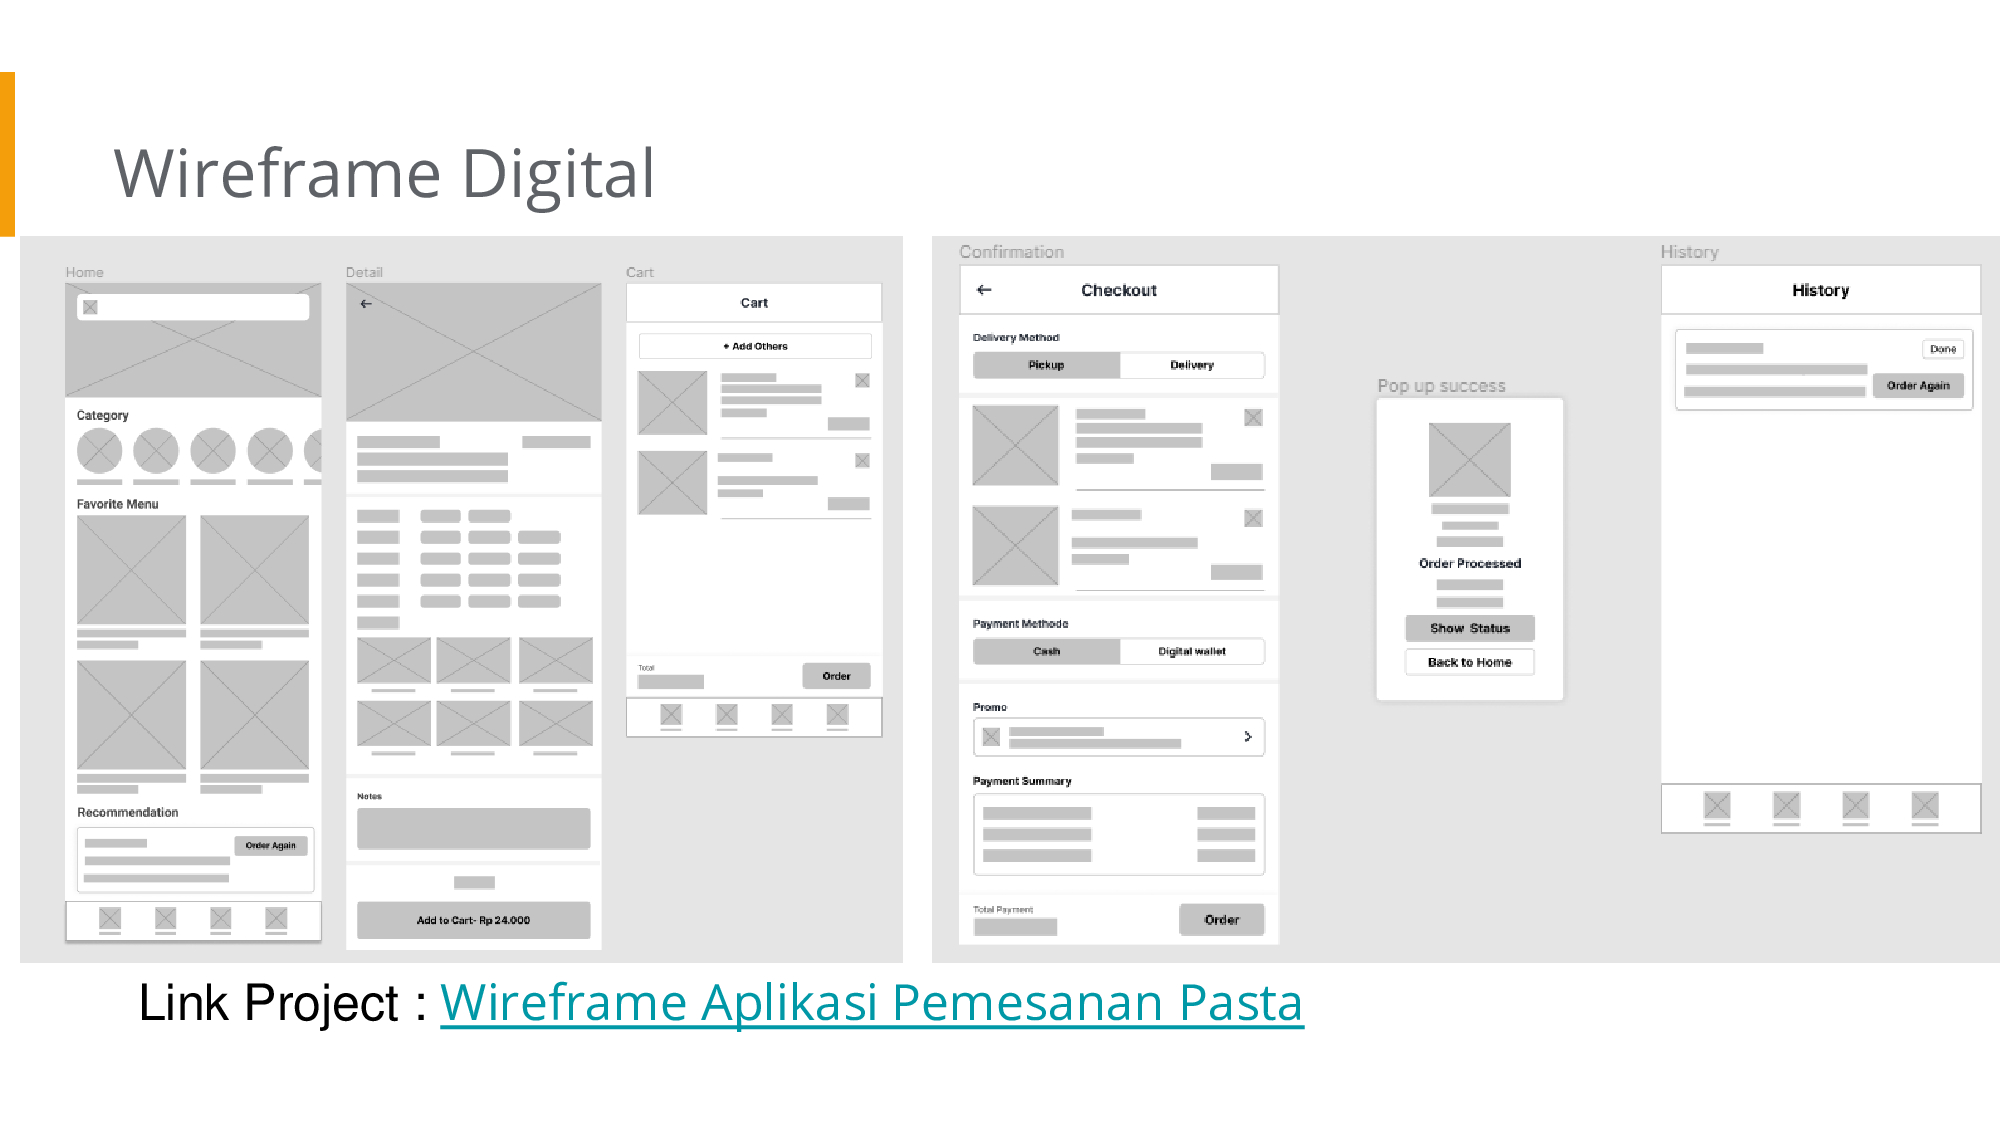 Wireframe Digital
Home
Category
Favorite Menu
Recommendation
Order Again
Detail
Notes
Add to Cart- Rp 24.000
Cart
Cart
+ Add Others
Total
Order
Confirmation
Checkout
Delivery Method
Pickup
Delivery
Payment Methode
Cash
Digital wallet
Promo
Payment Summary
Total Payment
Order
Pop up success
Order Processed
Show Status
Back to Home
History
History
Done
Order Again
Link Project : Wireframe Aplikasi Pemesanan Pasta